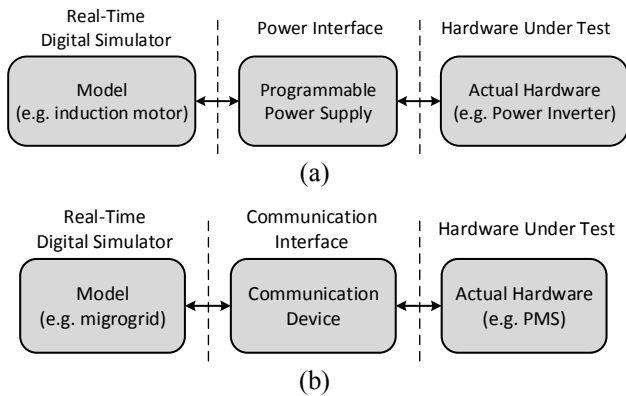 Real-Time
Digital Simulator
Power Interface
Hardware Under Test
Model
(e.g. induction motor)
Programmable
Power Supply
Actual Hardware
(e.g. Power Inverter)
(a)
Real-Time
Digital Simulator
Communication
Interface
Hardware Under Test
Model
(e.g. migrogrid)
Communication
Device
Actual Hardware
(e.g. PMS)
(b)